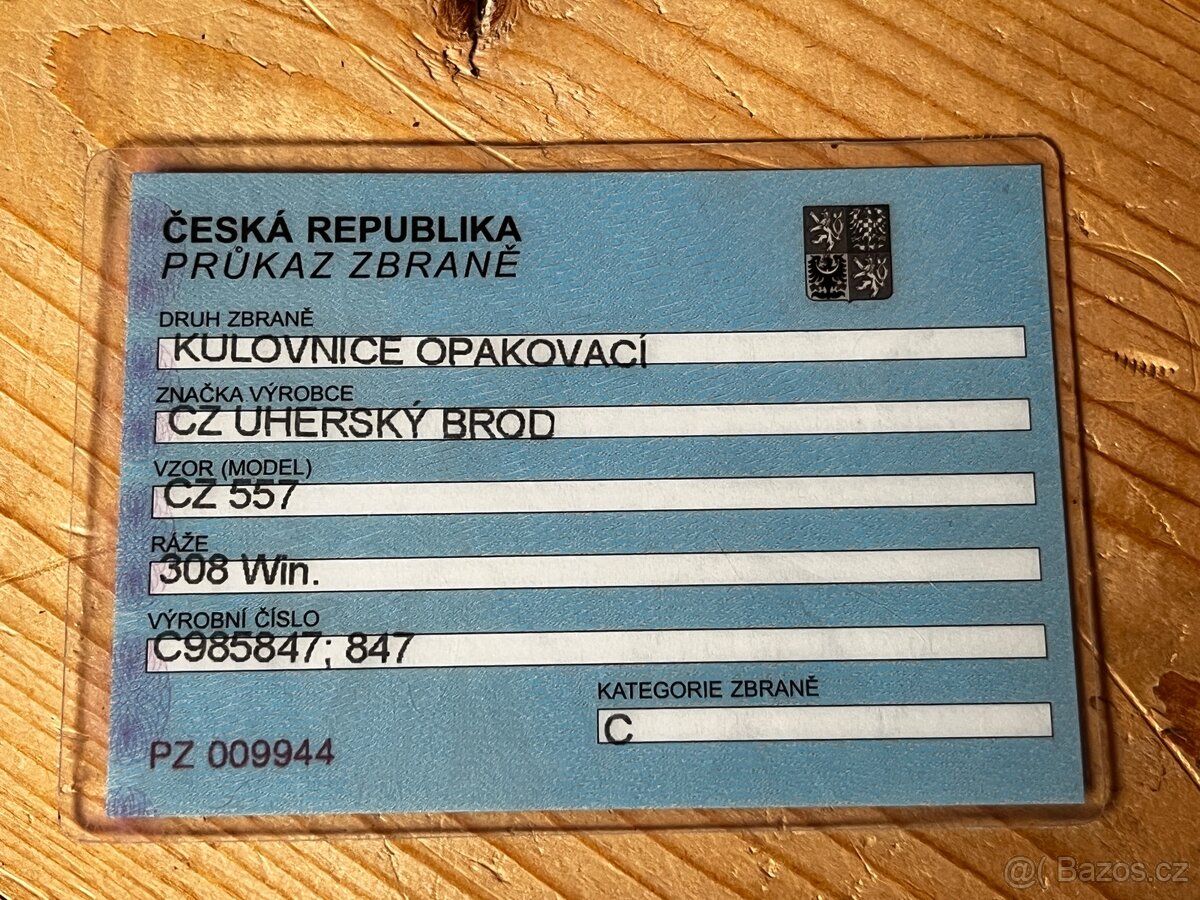 ČESKÁ REPUBLIKA
PRŮKAZ ZBRANĚ
DRUH ZBRANĚ
KULOVNICE OPAKOVACÍ
ZNAČKA VÝROBCE
CZ UHERSKÝ BROD
VZOR (MODEL)
CZ 557
RÁŽE
308 Win.
VÝROBNÍ ČÍSLO
C985847; 847
KATEGORIE ZBRANĚ
C
PZ 009944
@( Bazos.cz